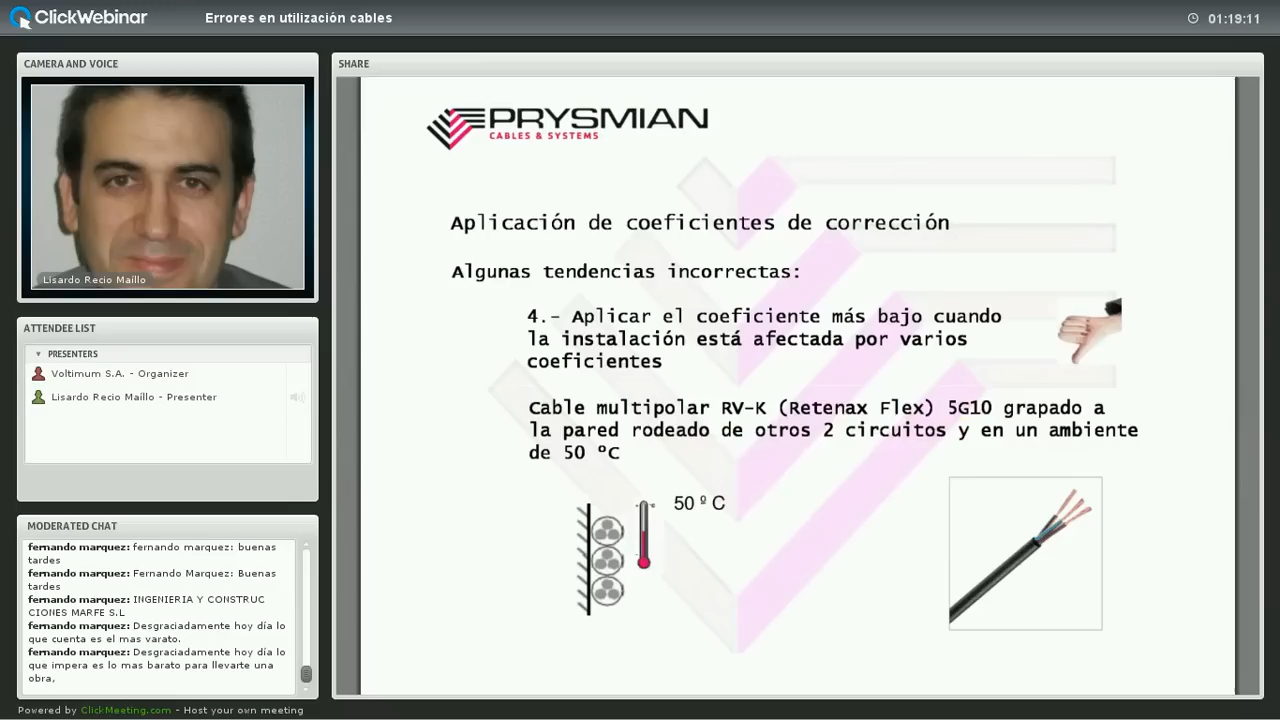 ClickWebinar
Errores en utilización cables
01:19:11
CAMERA AND VOICE
Lisardo Recio Maíllo
ATTENDEE LIST
PRESENTERS
Voltimum S.A. - Organizer
Lisardo Recio Maíllo - Presenter
MODERATED CHAT
fernando marquez: fernando marquez: buenas
tardes
fernando marquez: Fernando Marquez: Buenas
tardes
fernando marquez: INGENIERIA Y CONSTRUC
CIONES MARFE S.L
fernando marquez: Desgraciadamente hoy día lo
que cuenta es el mas varato.
fernando marquez: Desgraciadamente hoy día lo
que impera es lo mas barato para llevarte una
obra,
SHARE
PRYSMIAN
CABLES & SYSTEMS
Aplicación de coeficientes de corrección
Algunas tendencias incorrectas:
4.- Aplicar el coeficiente más bajo cuando
la instalación está afectada por varios
coeficientes
Cable multipolar RV-K (Retenax Flex) 5G10 grapado a
la pared rodeado de otros 2 circuitos y en un ambiente
de 50 ºC
50 º C
Powered by ClickMeeting.com - Host your own meeting